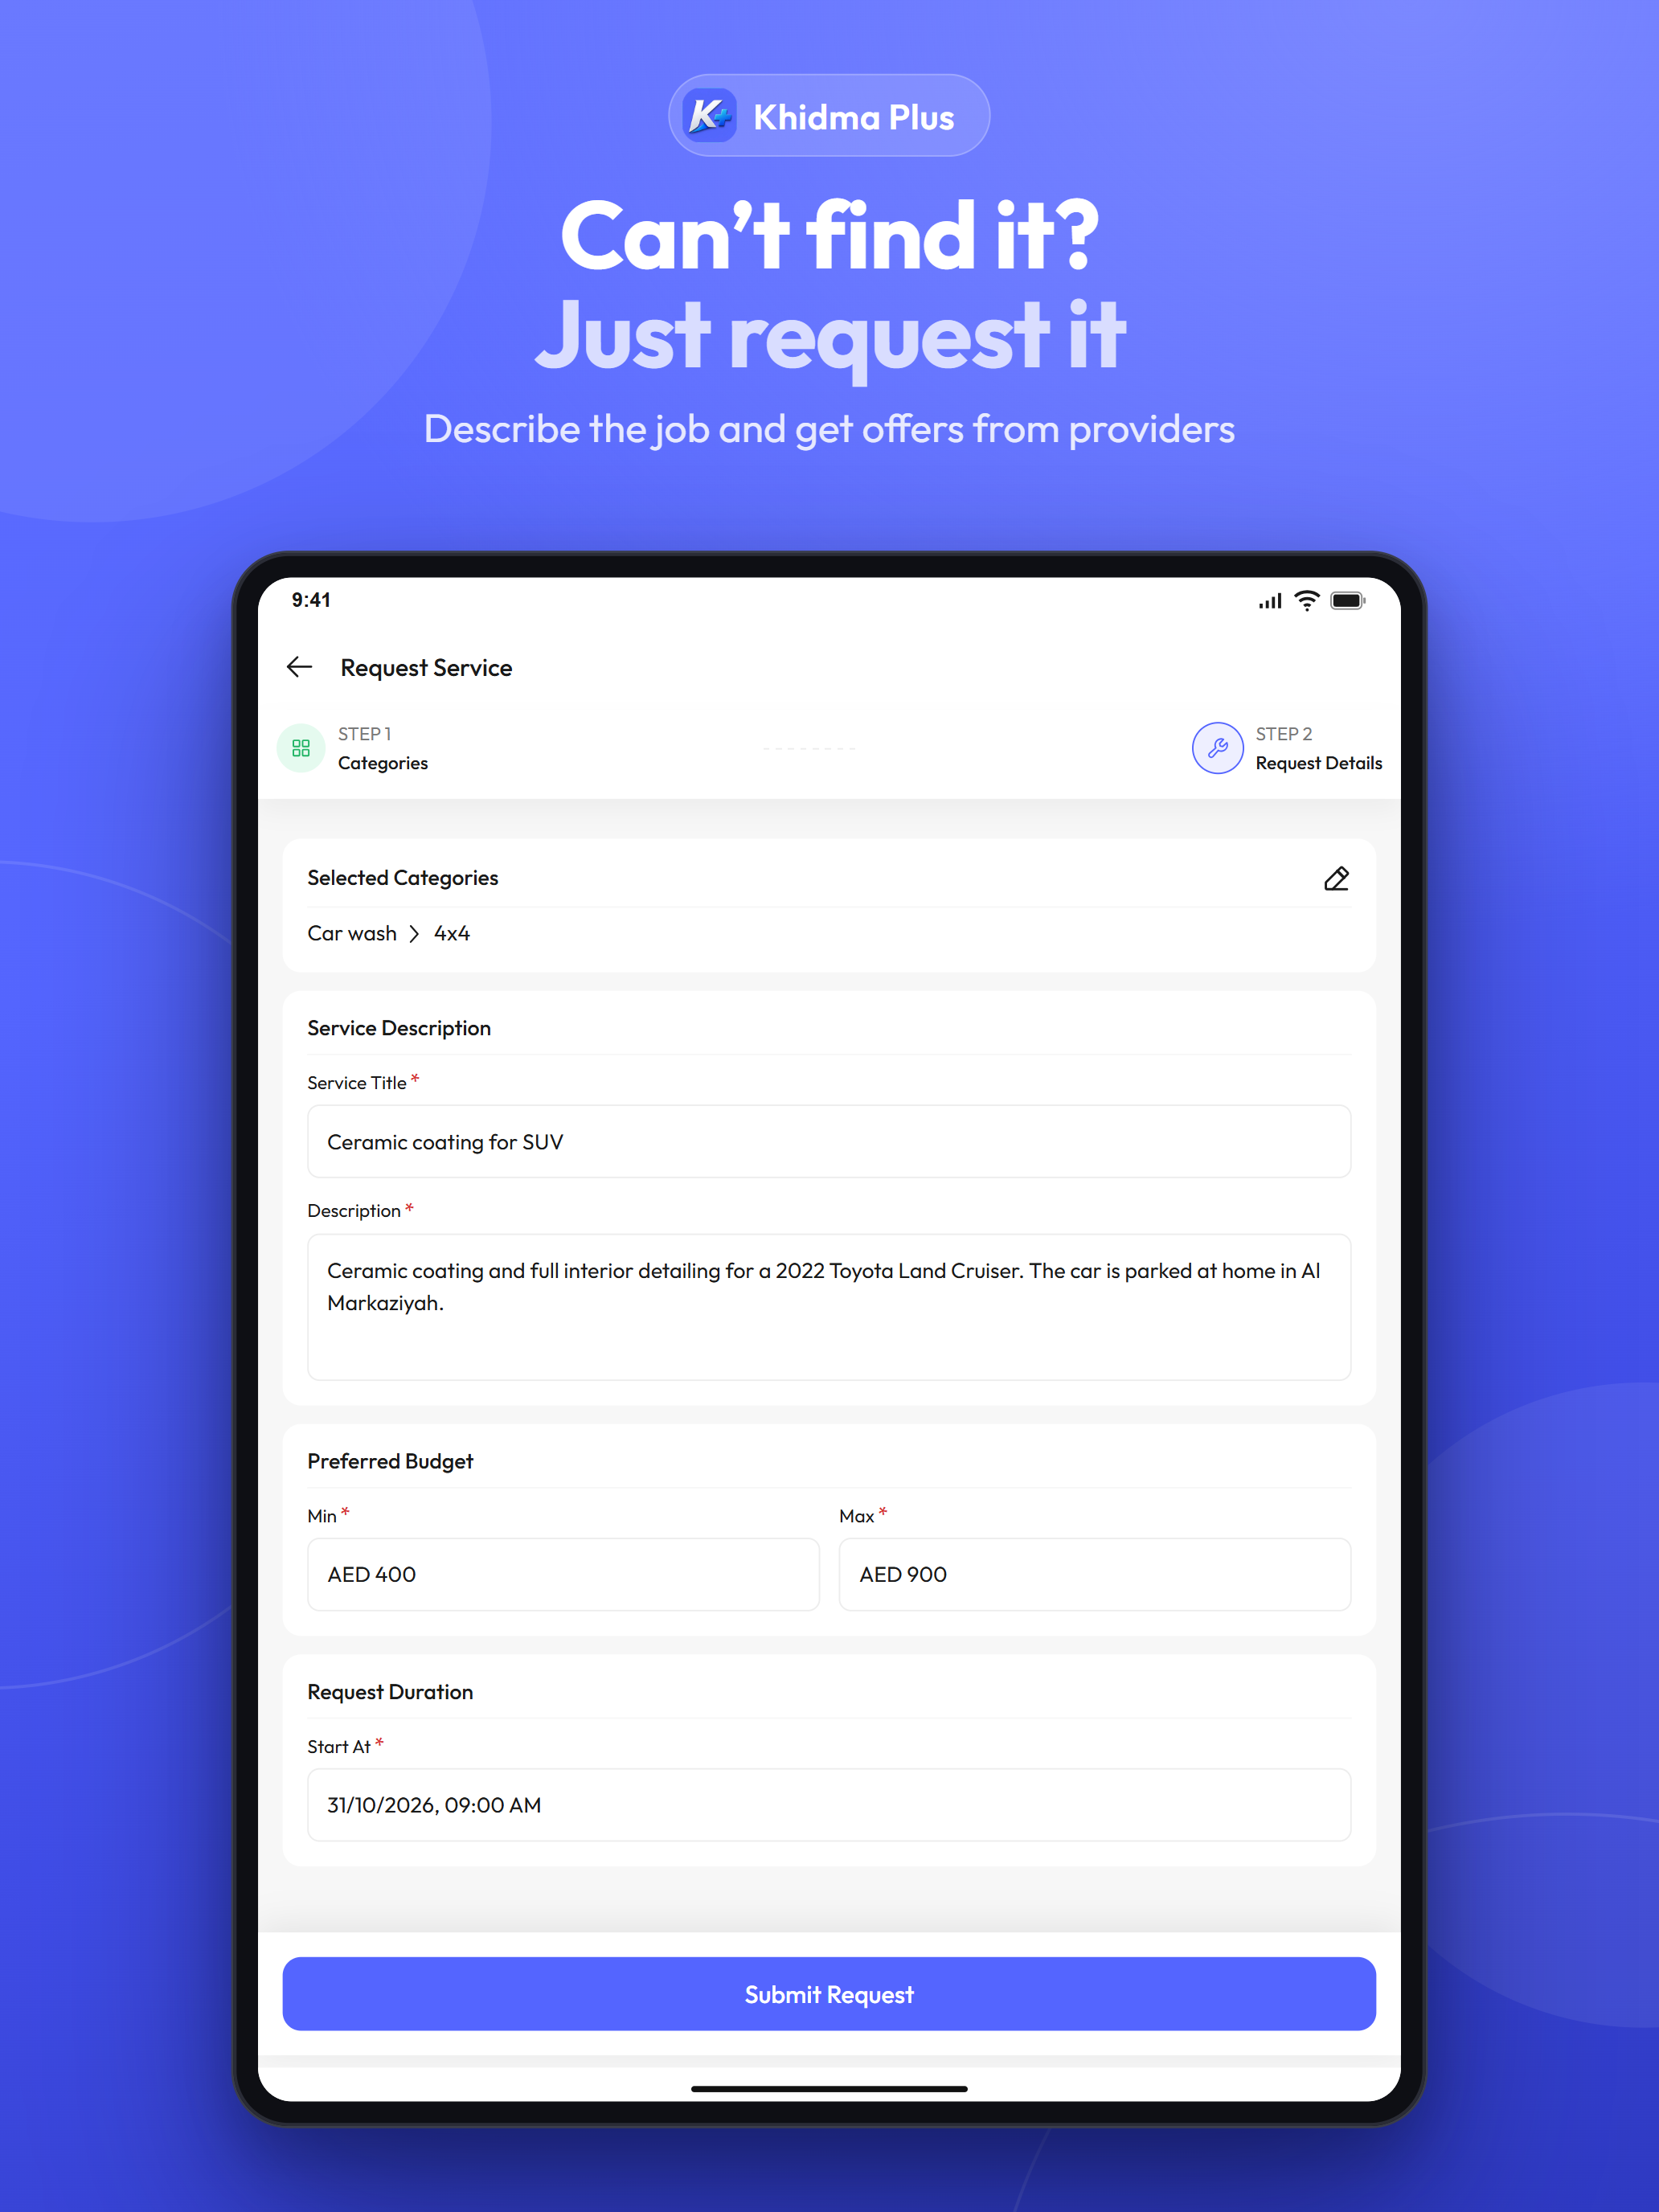 K+ Khidma Plus
Can't find it?
Just request it
Describe the job and get offers from providers
9:41
Request Service
STEP 1
Categories
STEP 2
Request Details
Selected Categories
Car wash > 4x4
Service Description
Service Title *
Ceramic coating for SUV
Description *
Ceramic coating and full interior detailing for a 2022 Toyota Land Cruiser. The car is parked at home in Al
Markaziyah.
Preferred Budget
Min * Max *
AED 400 AED 900
Request Duration
Start At *
31/10/2026, 09:00 AM
Submit Request